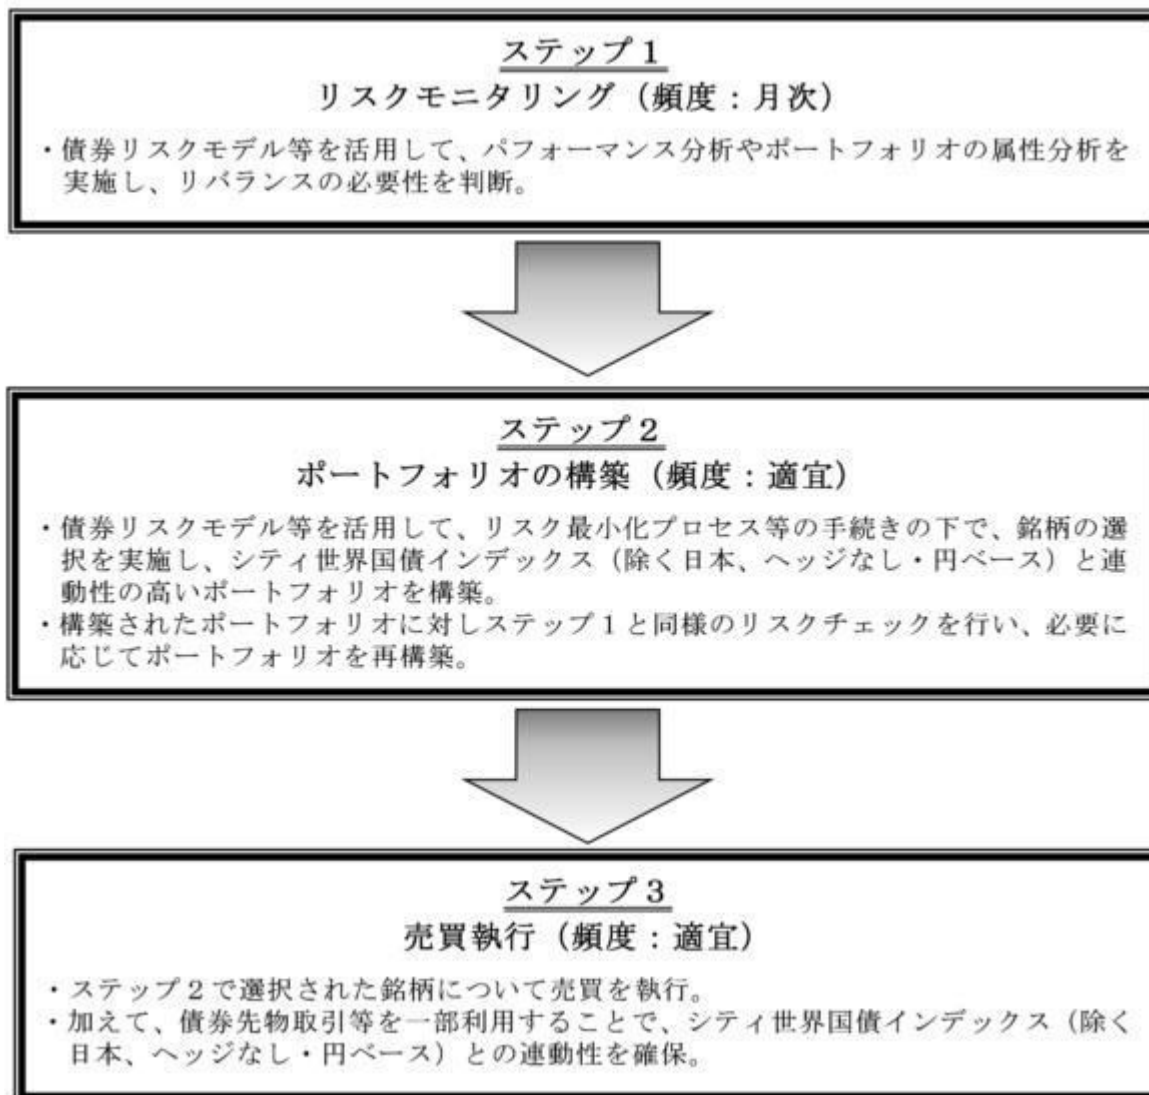 ステップ1
リスクモニタリング（頻度：月次）
・債券リスクモデル等を活用して、パフォーマンス分析やポートフォリオの属性分析を
実施し、リバランスの必要性を判断。
ステップ2
ポートフォリオの構築（頻度：適宜）
・債券リスクモデル等を活用して、リスク最小化プロセス等の手続きの下で、銘柄の選
択を実施し、シティ世界国債インデックス（除く日本、ヘッジなし・円ベース）と連
動性の高いポートフォリオを構築。
・構築されたポートフォリオに対しステップ1と同様のリスクチェックを行い、必要に
応じてポートフォリオを再構築。
ステップ3
売買執行（頻度：適宜）
・ステップ2で選択された銘柄について売買を執行。
・加えて、債券先物取引等を一部利用することで、シティ世界国債インデックス（除く
日本、ヘッジなし・円ベース）との連動性を確保。